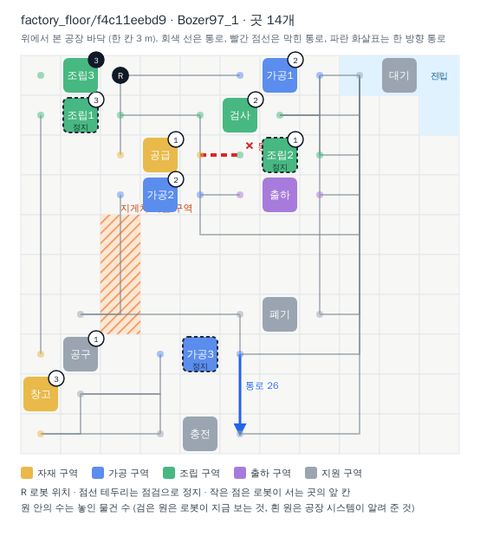 factory_floor/f4c11eebd9 · Bozer97_1 · 곳 14개
위에서 본 공장 바닥 (한 칸 3 m). 회색 선은 통로, 빨간 점선은 막힌 통로, 파란 화살표는 한 방향 통로
3
조립3
R
2
가공1
대기
3
조립1
정지
2
검사
1
공급
×
1
조립2
정지
2
가공2
출하
구역
폐기
1
공구
가공3
정지
통로 26
3
창고
충전
자재 구역
가공 구역
조립 구역
출하 구역
지원 구역
R 로봇 위치 · 점선 테두리는 점검으로 정지 · 작은 점은 로봇이 서는 곳의 앞 칸
원 안의 수는 놓인 물건 수 (검은 원은 로봇이 지금 보는 것, 흰 원은 공장 시스템이 알려 준 것)